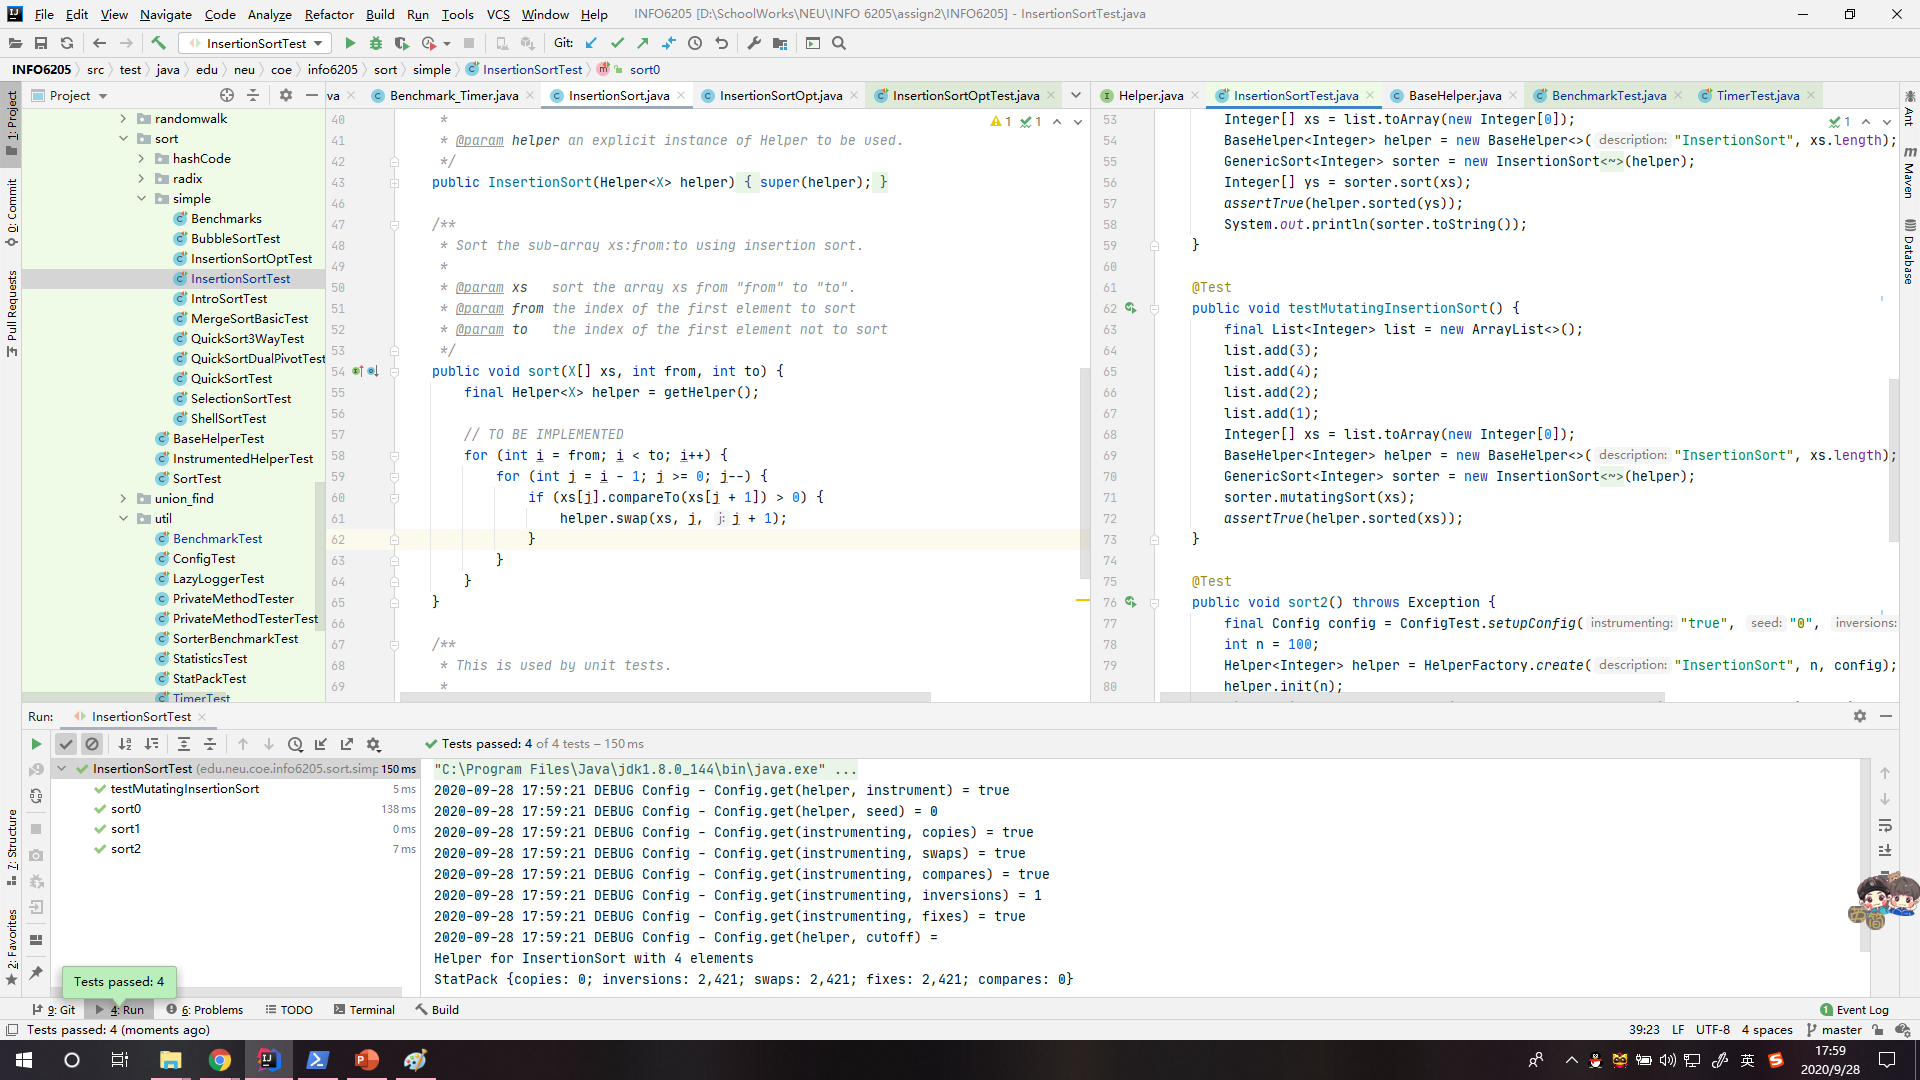 File Edit View Navigate Code Analyze Refactor Build Run Tools VCS Window Help INFO6205 [D:\SchoolWorks\NEU\INFO 6205\assign2\INFO6205] - InsertionSortTest.java
InsertionSortTest Git:
INFO6205 src test java edu neu coe info6205 sort simple InsertionSortTest sort0
Project
va Benchmark_Timer.java InsertionSort.java InsertionSortOpt.java InsertionSortOptTest.java
Helper.java InsertionSortTest.java BaseHelper.java BenchmarkTest.java TimerTest.java
1: Project
0: Commit
Pull Requests
7: Structure
2: Favorites
randomwalk
sort
hashCode
radix
simple
Benchmarks
BubbleSortTest
InsertionSortOptTest
InsertionSortTest
IntroSortTest
MergeSortBasicTest
QuickSort3WayTest
QuickSortDualPivotTest
QuickSortTest
SelectionSortTest
ShellSortTest
BaseHelperTest
InstrumentedHelperTest
SortTest
union_find
util
BenchmarkTest
ConfigTest
LazyLoggerTest
PrivateMethodTester
PrivateMethodTesterTest
SorterBenchmarkTest
StatisticsTest
StatPackTest
TimerTest
1 1
40 *
41 * @param helper an explicit instance of Helper to be used.
42 */
43 public InsertionSort(Helper<X> helper) { super(helper); }
46
47 /**
48 * Sort the sub-array xs:from:to using insertion sort.
49 *
50 * @param xs sort the array xs from "from" to "to".
51 * @param from the index of the first element to sort
52 * @param to the index of the first element not to sort
53 */
54 public void sort(X[] xs, int from, int to) {
55 final Helper<X> helper = getHelper();
56
57 // TO BE IMPLEMENTED
58 for (int i = from; i < to; i++) {
59 for (int j = i - 1; j >= 0; j--) {
60 if (xs[j].compareTo(xs[j + 1]) > 0) {
61 helper.swap(xs, j, j: j + 1);
62 }
63 }
64 }
65 }
66
67 /**
68 * This is used by unit tests.
69 *
1
53 Integer[] xs = list.toArray(new Integer[0]);
54 BaseHelper<Integer> helper = new BaseHelper<>( description: "InsertionSort", xs.length);
55 GenericSort<Integer> sorter = new InsertionSort<~>(helper);
56 Integer[] ys = sorter.sort(xs);
57 assertTrue(helper.sorted(ys));
58 System.out.println(sorter.toString());
59 }
60
61 @Test
62 public void testMutatingInsertionSort() {
63 final List<Integer> list = new ArrayList<>();
64 list.add(3);
65 list.add(4);
66 list.add(2);
67 list.add(1);
68 Integer[] xs = list.toArray(new Integer[0]);
69 BaseHelper<Integer> helper = new BaseHelper<>( description: "InsertionSort", xs.length);
70 GenericSort<Integer> sorter = new InsertionSort<~>(helper);
71 sorter.mutatingSort(xs);
72 assertTrue(helper.sorted(xs));
73 }
74
75 @Test
76 public void sort2() throws Exception {
77 final Config config = ConfigTest.setupConfig( instrumenting: "true", seed: "0", inversions:
78 int n = 100;
79 Helper<Integer> helper = HelperFactory.create( description: "InsertionSort", n, config);
80 helper.init(n);
Ant
Maven
Database
Run: InsertionSortTest
Tests passed: 4 of 4 tests – 150 ms
InsertionSortTest (edu.neu.coe.info6205.sort.simp 150 ms
testMutatingInsertionSort 5 ms
sort0 138 ms
sort1 0 ms
sort2 7 ms
"C:\Program Files\Java\jdk1.8.0_144\bin\java.exe" ...
2020-09-28 17:59:21 DEBUG Config - Config.get(helper, instrument) = true
2020-09-28 17:59:21 DEBUG Config - Config.get(helper, seed) = 0
2020-09-28 17:59:21 DEBUG Config - Config.get(instrumenting, copies) = true
2020-09-28 17:59:21 DEBUG Config - Config.get(instrumenting, swaps) = true
2020-09-28 17:59:21 DEBUG Config - Config.get(instrumenting, compares) = true
2020-09-28 17:59:21 DEBUG Config - Config.get(instrumenting, inversions) = 1
2020-09-28 17:59:21 DEBUG Config - Config.get(instrumenting, fixes) = true
2020-09-28 17:59:21 DEBUG Config - Config.get(helper, cutoff) =
Helper for InsertionSort with 4 elements
StatPack {copies: 0; inversions: 2,421; swaps: 2,421; fixes: 2,421; compares: 0}
Tests passed: 4
9: Git 4: Run 6: Problems TODO Terminal Build 1 Event Log
Tests passed: 4 (moments ago) 39:23 LF UTF-8 4 spaces master
英 17:59
2020/9/28